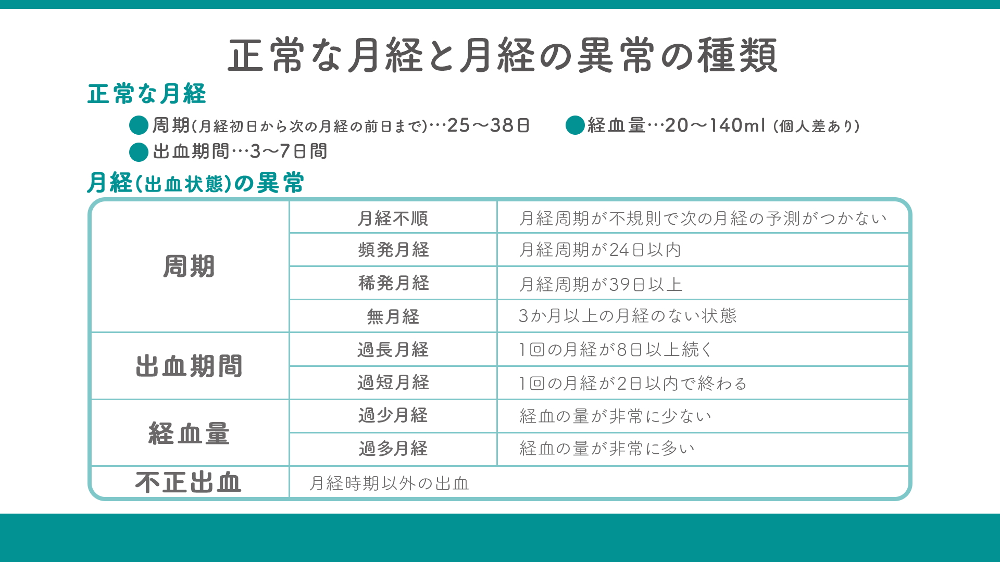 正常な月経と月経の異常の種類
正常な月経
●周期(月経初日から次の月経の前日まで)…25～38日
●経血量…20～140ml (個人差あり)
●出血期間…3～7日間
月経(出血状態)の異常
周期
月経不順
月経周期が不規則で次の月経の予測がつかない
頻発月経
月経周期が24日以内
稀発月経
月経周期が39日以上
無月経
3か月以上の月経のない状態
出血期間
過長月経
1回の月経が8日以上続く
過短月経
1回の月経が2日以内で終わる
経血量
過少月経
経血の量が非常に少ない
過多月経
経血の量が非常に多い
不正出血
月経時期以外の出血